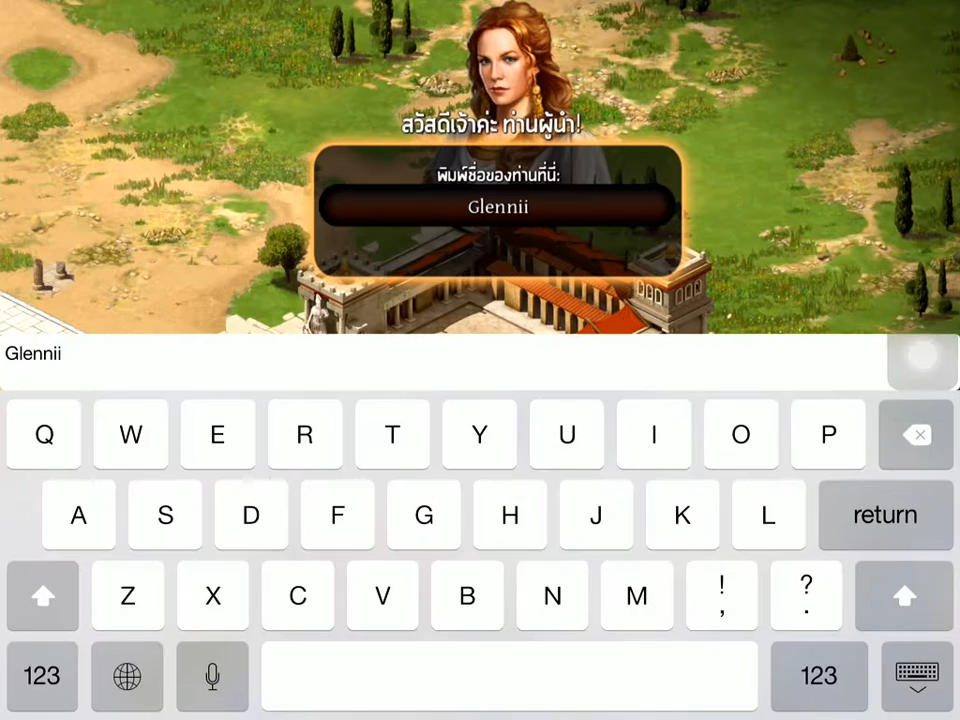 สวัสดีเจ้าค่ะ ท่านผู้นำ!
พิมพ์ชื่อของท่านที่นี่:
Glennii
Glennii
Q W E R T Y U I O P
A S D F G H J K L return
Z X C V B N M ! , ? .
123 123